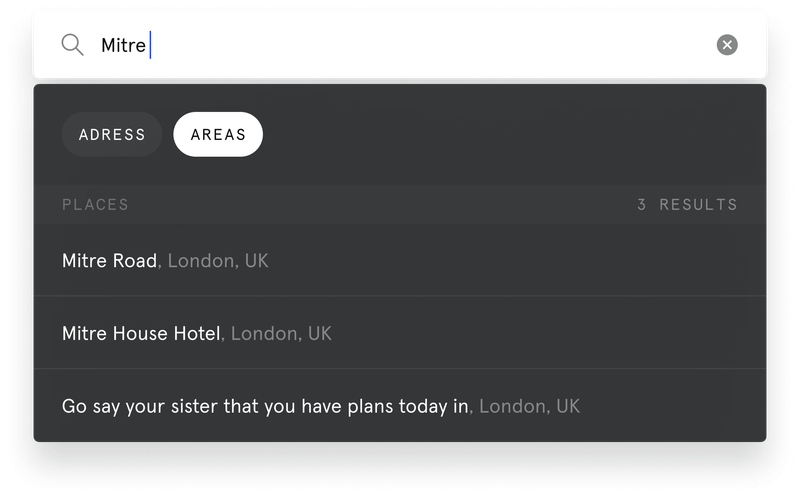 Mitre
ADRESS AREAS
PLACES 3 RESULTS
Mitre Road, London, UK
Mitre House Hotel, London, UK
Go say your sister that you have plans today in, London, UK